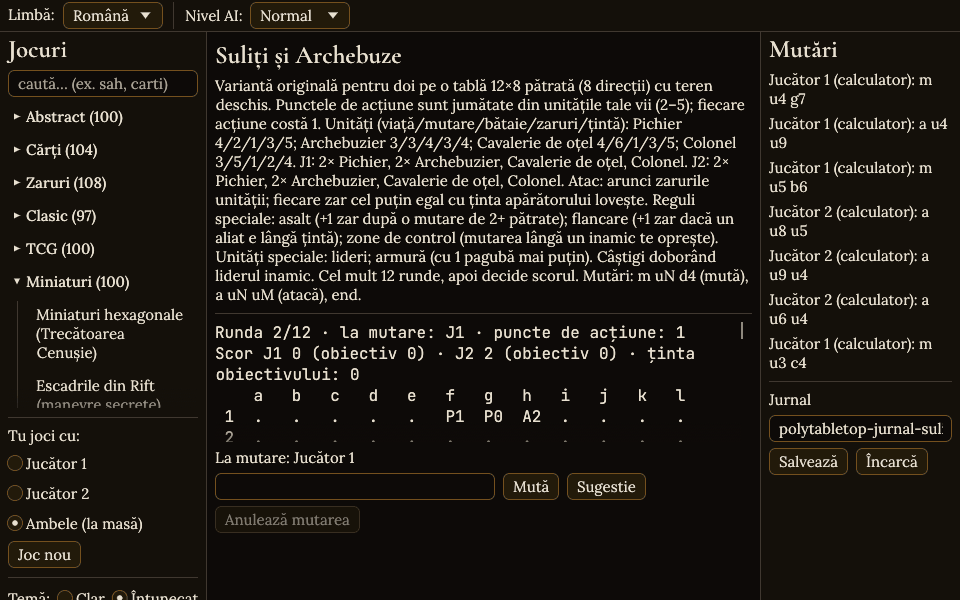 Limbă: Română ▼ Nivel AI: Normal ▼
Jocuri
caută... (ex. sah, carti)
▸ Abstract (100)
▸ Cărți (104)
▸ Zaruri (108)
▸ Clasic (97)
▸ TCG (100)
▾ Miniaturi (100)
Miniaturi hexagonale
(Trecătoarea
Cenușie)
Escadrile din Rift
(manevre secrete)
Tu joci cu:
Jucător 1
Jucător 2
Ambele (la masă)
Joc nou
Temă: Clar Întunecat
Suliți și Archebuze
Variantă originală pentru doi pe o tablă 12×8 pătrată (8 direcții) cu teren
deschis. Punctele de acțiune sunt jumătate din unitățile tale vii (2–5); fiecare
acțiune costă 1. Unități (viață/mutare/bătaie/zaruri/țintă): Pichier
4/2/1/3/5; Archebuzier 3/3/4/3/4; Cavalerie de oțel 4/6/1/3/5; Colonel
3/5/1/2/4. J1: 2× Pichier, 2× Archebuzier, Cavalerie de oțel, Colonel. J2: 2×
Pichier, 2× Archebuzier, Cavalerie de oțel, Colonel. Atac: arunci zarurile
unității; fiecare zar cel puțin egal cu ținta apărătorului lovește. Reguli
speciale: asalt (+1 zar după o mutare de 2+ pătrate); flancare (+1 zar dacă un
aliat e lângă țintă); zone de control (mutarea lângă un inamic te oprește).
Unități speciale: lideri; armură (cu 1 pagubă mai puțin). Câștigi doborând
liderul inamic. Cel mult 12 runde, apoi decide scorul. Mutări: m uN d4 (mută),
a uN uM (atacă), end.
Runda 2/12 · la mutare: J1 · puncte de acțiune: 1
Scor J1 0 (obiectiv 0) · J2 2 (obiectiv 0) · ținta
obiectivului: 0
a b c d e f g h i j k l
1 . . . . . P1 P0 A2 . . . .
2 . . . . . . . . . . . .
La mutare: Jucător 1
Mută Sugestie
Anulează mutarea
Mutări
Jucător 1 (calculator): m
u4 g7
Jucător 1 (calculator): a u4
u9
Jucător 1 (calculator): m
u5 b6
Jucător 2 (calculator): a
u8 u5
Jucător 2 (calculator): a
u9 u4
Jucător 2 (calculator): a
u6 u4
Jucător 1 (calculator): m
u3 c4
Jurnal
polytabletop-jurnal-suli
Salvează Încarcă